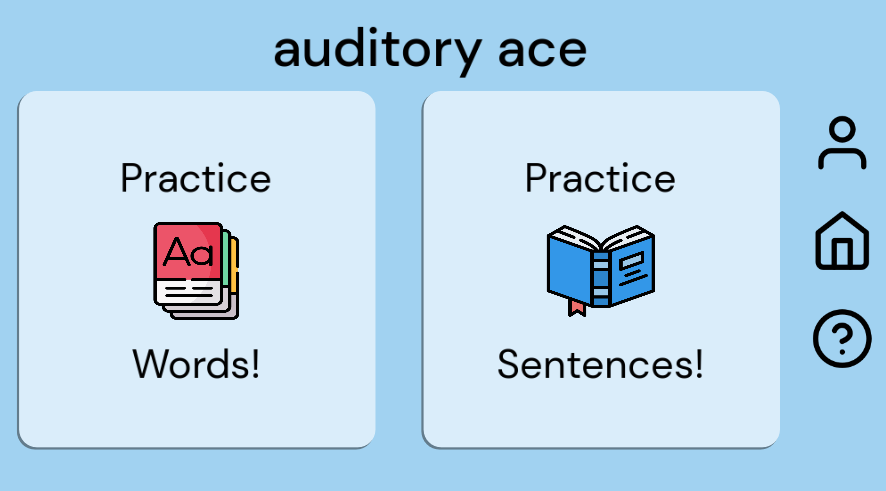 auditory ace
Practice
Aa
Words!
Practice
Sentences!
?